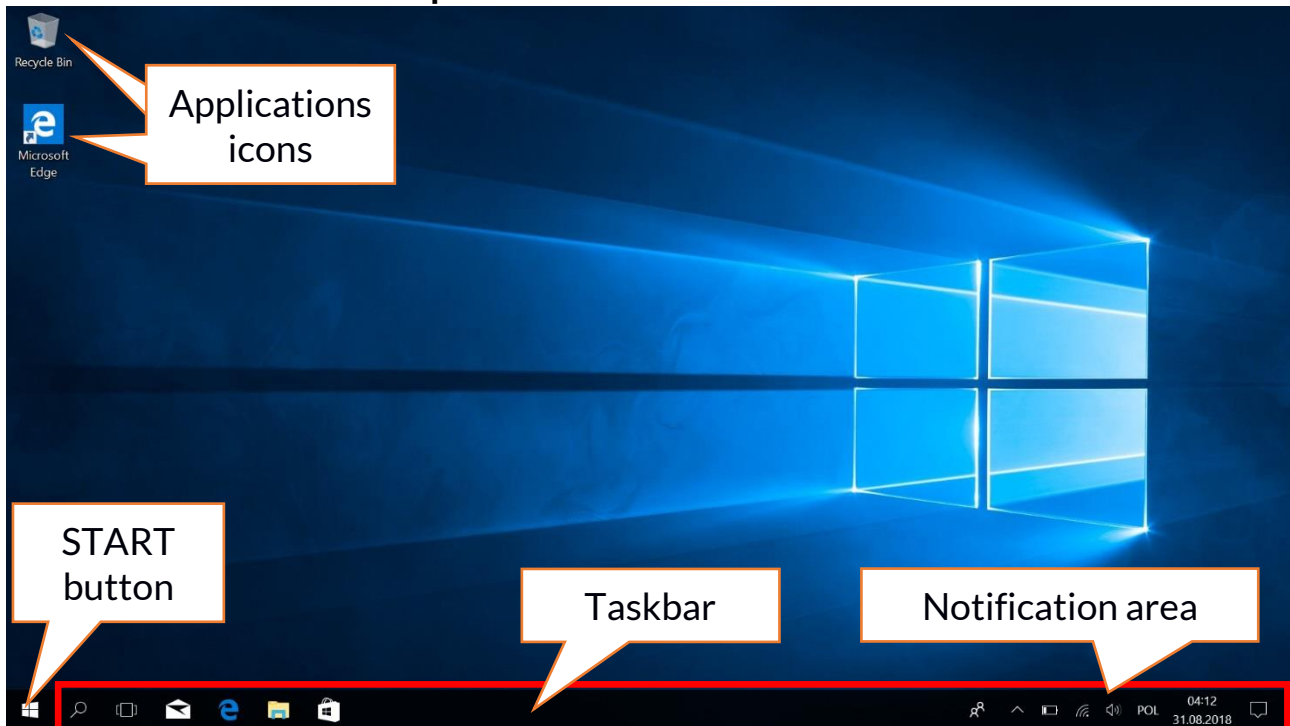 Recycle Bin
Applications
icons
Microsoft
Edge
START
button
Taskbar
Notification area
POL
04:12
31.08.2018